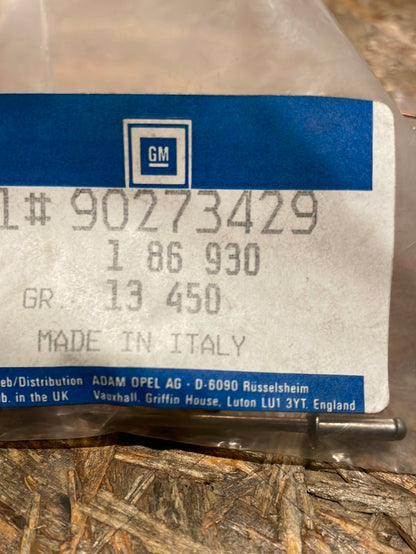 GM
1# 90273429
1 86 930
GR. 13 450
MADE IN ITALY
eb/Distribution ADAM OPEL AG · D-6090 Rüsselsheim
b. in the UK Vauxhall. Griffin House, Luton LU1 3YT. England